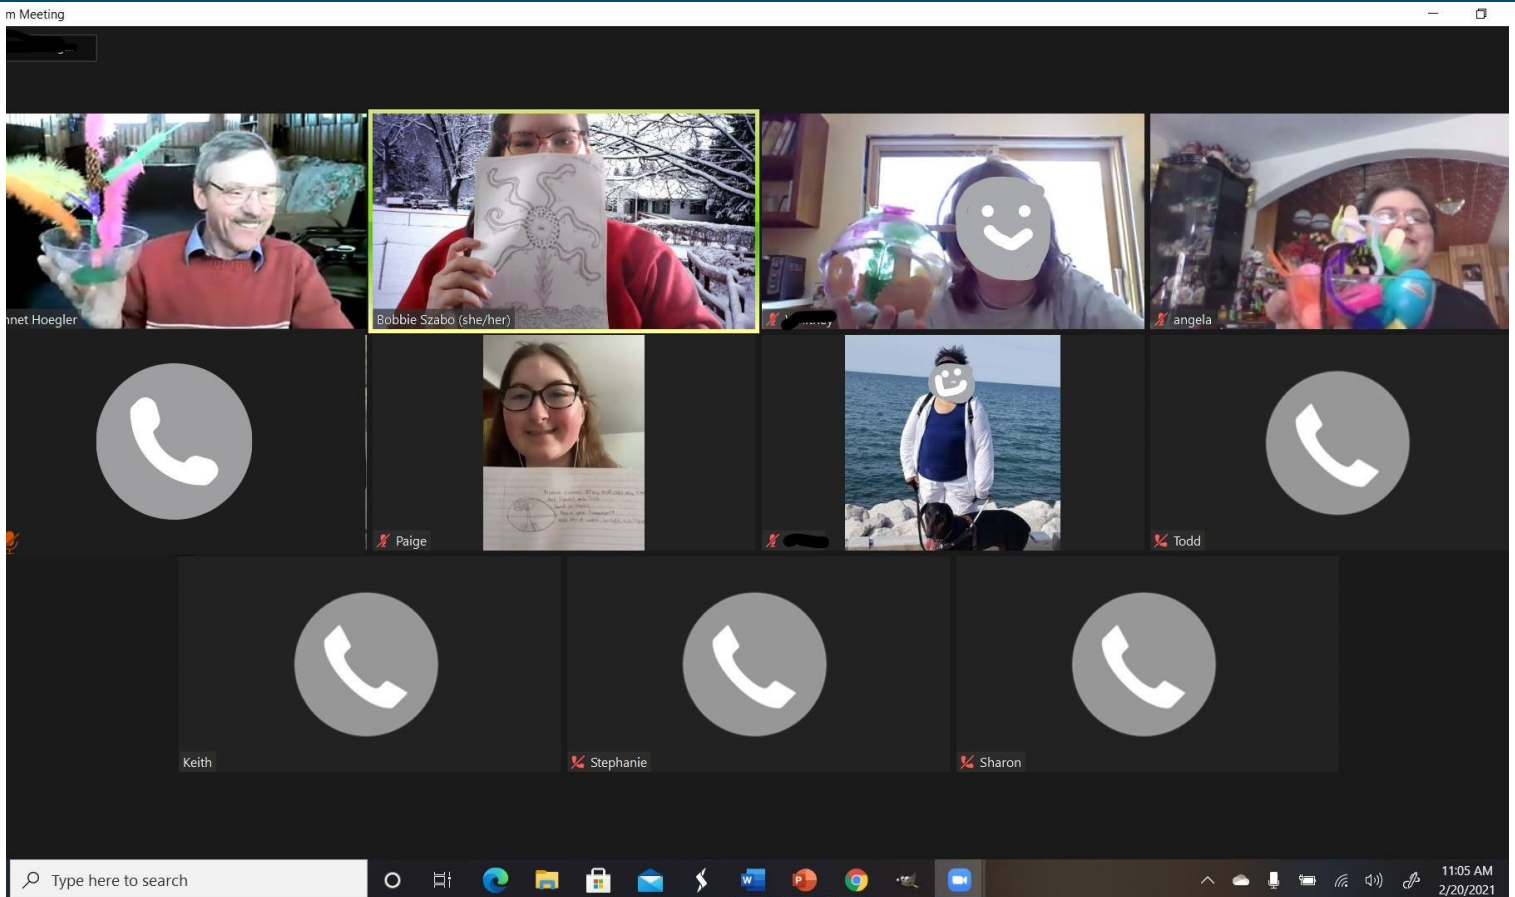 m Meeting
nnet Hoegler
Bobbie Szabo (she/her)
angela
Paige
Todd
Keith
Stephanie
Sharon
Type here to search
11:05 AM
2/20/2021